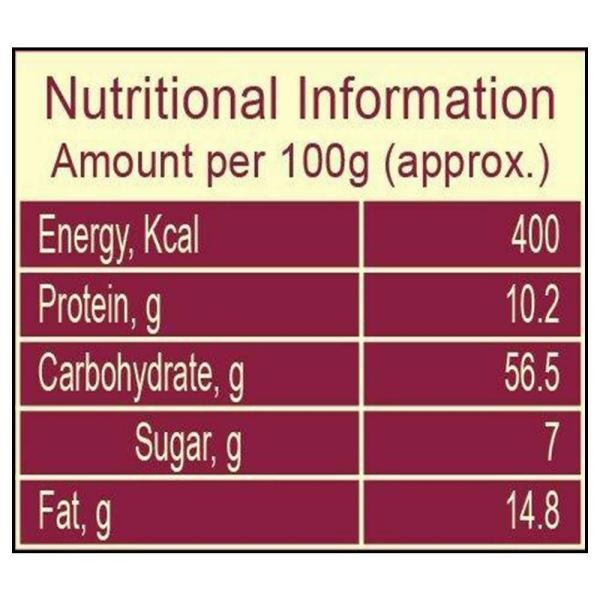 Nutritional Information
Amount per 100g (approx.)
Energy, Kcal 400
Protein, g 10.2
Carbohydrate, g 56.5
Sugar, g 7
Fat, g 14.8